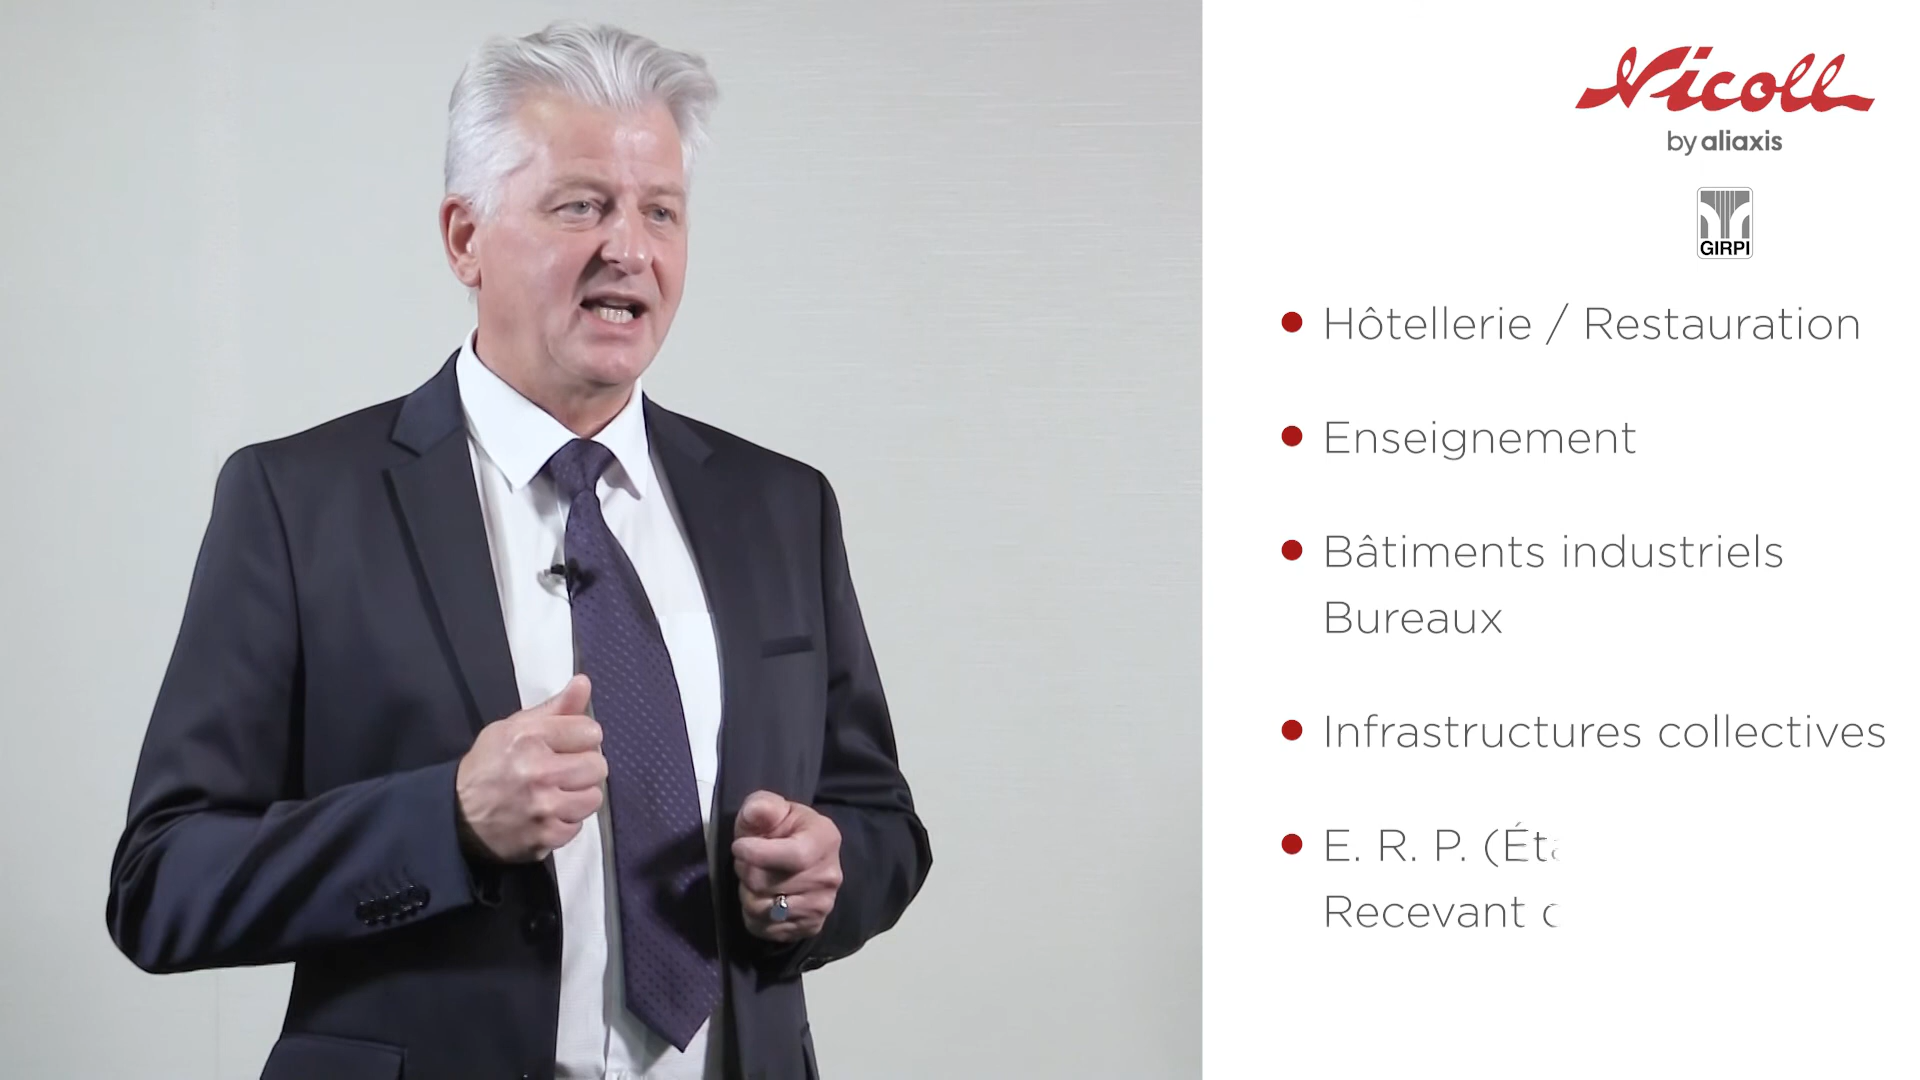 Nicoll
by aliaxis
GIRPI
Hôtellerie / Restauration
Enseignement
Bâtiments industriels
Bureaux
Infrastructures collectives
E. R. P.
Recevant